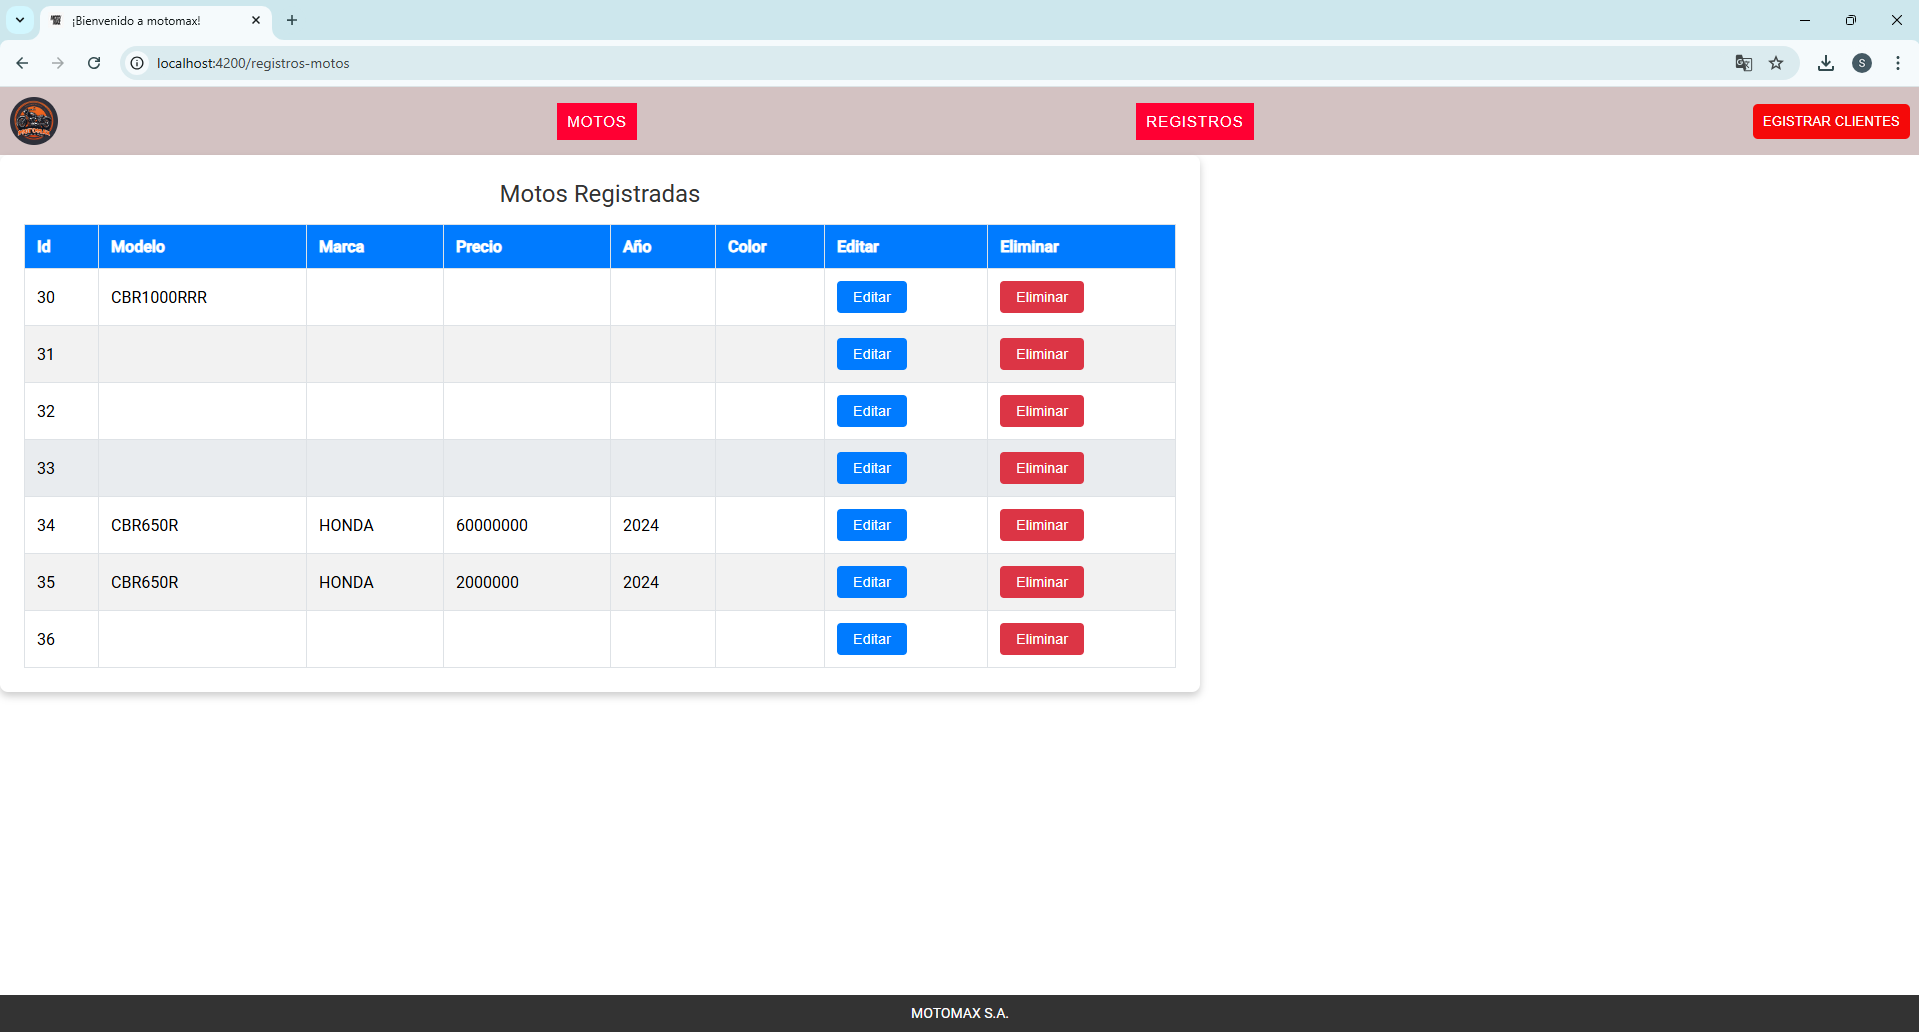 ¡Bienvenido a motomax!
localhost:4200/registros-motos
S
MOTOS
REGISTROS
EGISTRAR CLIENTES
Motos Registradas
Id Modelo Marca Precio Año Color Editar Eliminar
30 CBR1000RRR Editar Eliminar
31 Editar Eliminar
32 Editar Eliminar
33 Editar Eliminar
34 CBR650R HONDA 60000000 2024 Editar Eliminar
35 CBR650R HONDA 2000000 2024 Editar Eliminar
36 Editar Eliminar
MOTOMAX S.A.